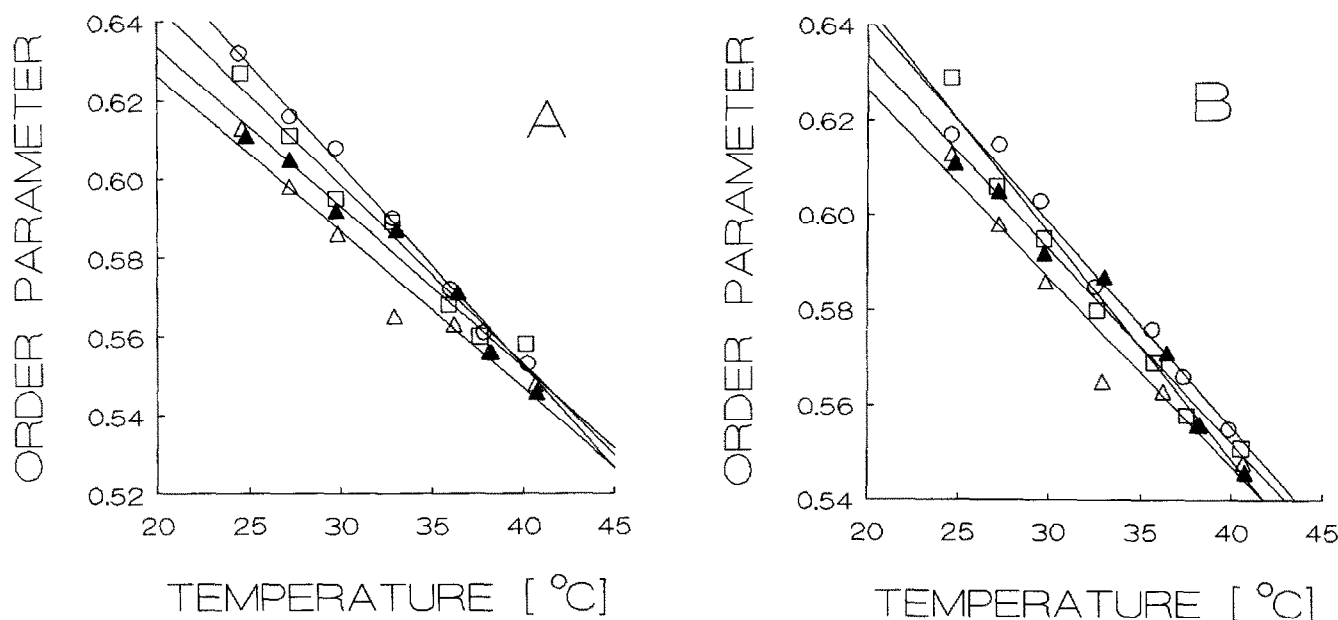 A
ORDER PARAMETER
0.64
0.62
0.60
0.58
0.56
0.54
0.52
20 25 30 35 40 45
TEMPERATURE [ °C]
B
ORDER PARAMETER
0.64
0.62
0.60
0.58
0.56
0.54
20 25 30 35 40 45
TEMPERATURE [ °C]